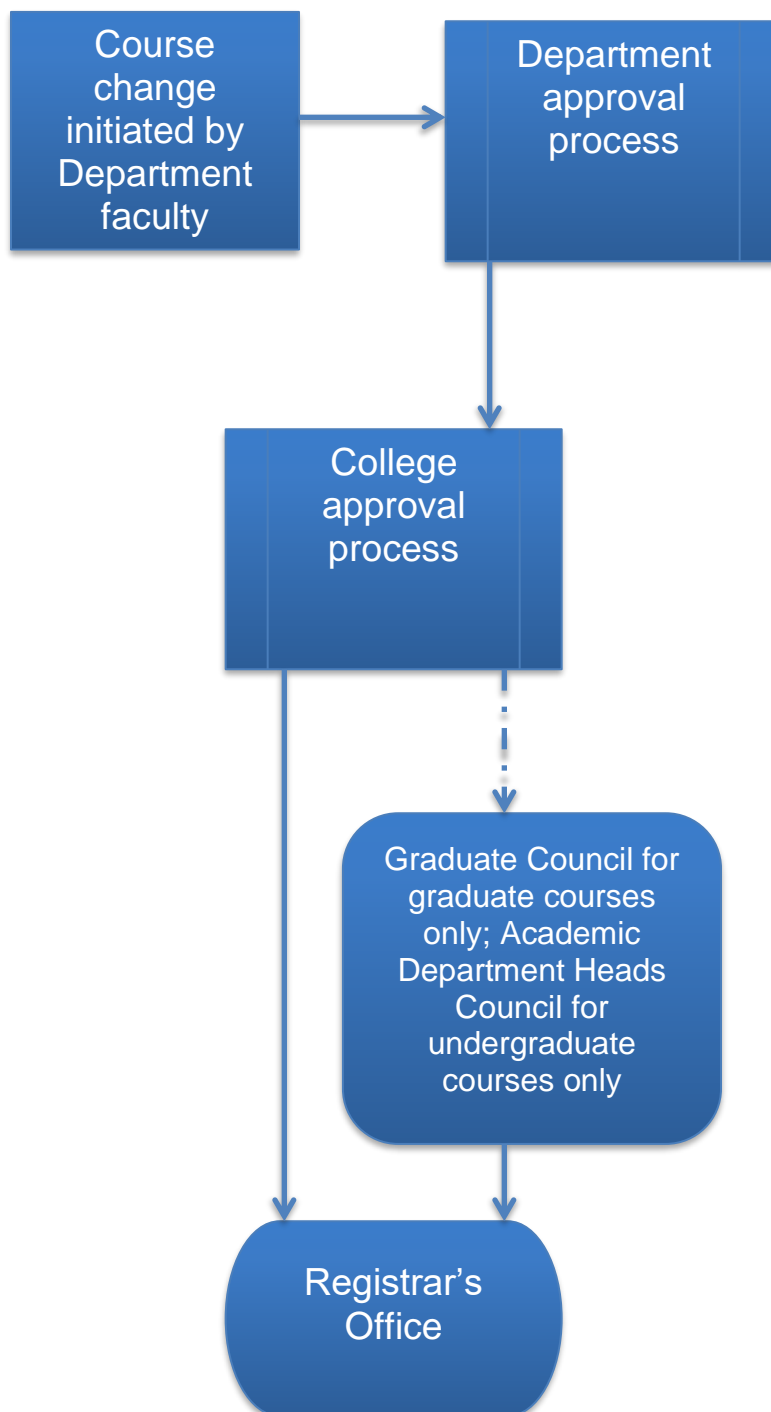 Course
change
initiated by
Department
faculty
Department
approval
process
College
approval
process
Graduate Council for
graduate courses
only; Academic
Department Heads
Council for
undergraduate
courses only
Registrar’s
Office